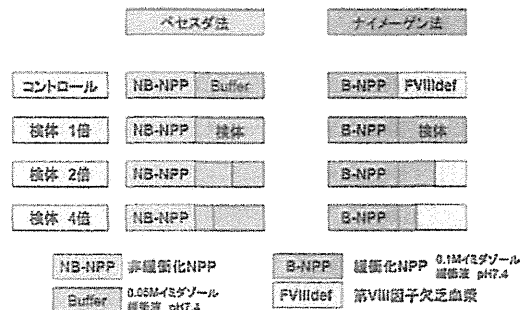 ベセスダ法 ナイメーゲン法
コントロール NB-NPP Buffer B-NPP FVIIIdef
検体 1倍 NB-NPP 検体 B-NPP 検体
検体 2倍 NB-NPP B-NPP
検体 4倍 NB-NPP B-NPP
NB-NPP 非緩衝化NPP B-NPP 緩衝化NPP 0.1Mイミダゾール緩衝液 pH7.4
Buffer 0.05Mイミダゾール緩衝液 pH7.4 FVIIIdef 第VIII因子欠乏血漿